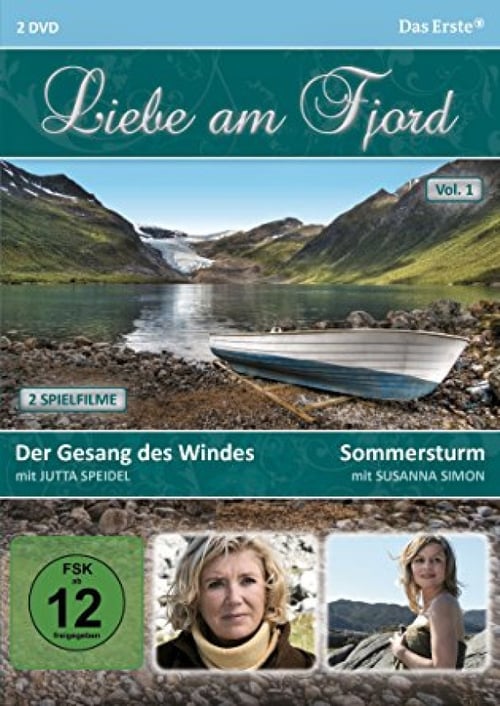 2 DVD
Das Erste
Liebe am Fjord
Vol. 1
2 SPIELFILME
Der Gesang des Windes
mit JUTTA SPEIDEL
Sommersturm
mit SUSANNA SIMON
FSK
ab
12
freigegeben